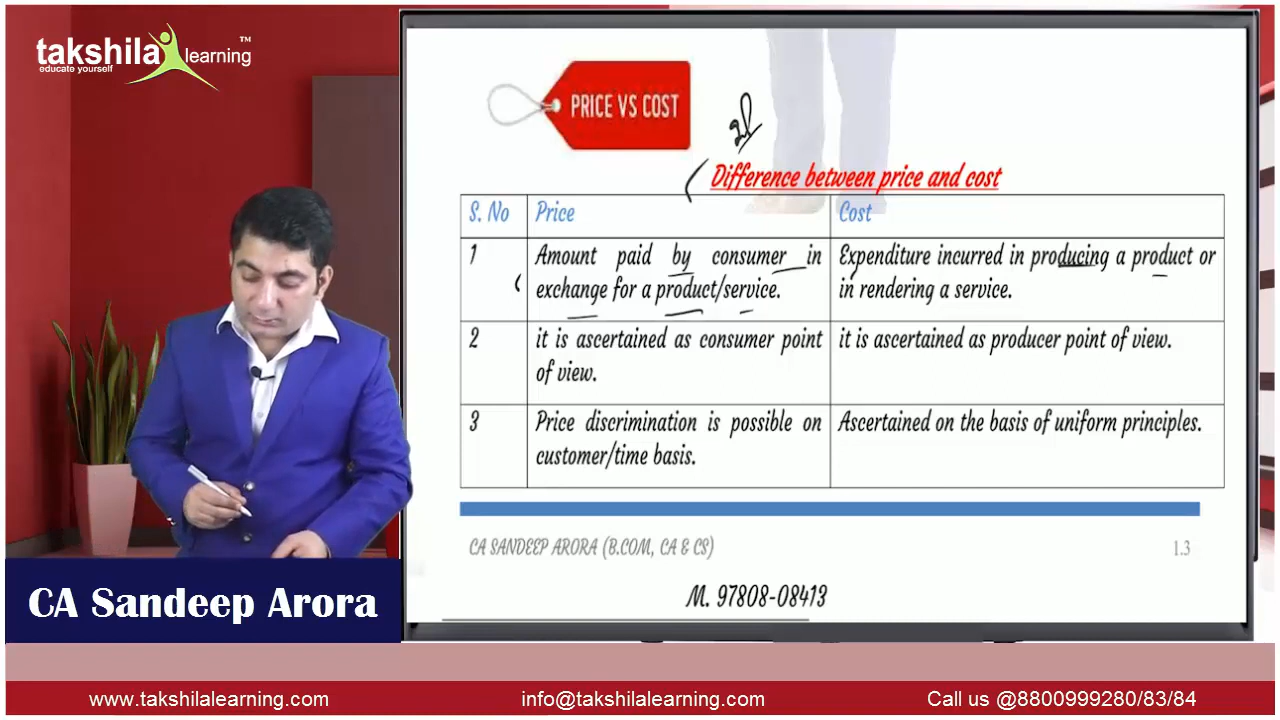 takshila learning ™
educate yourself
PRICE VS COST
Difference between price and cost
S. No Price Cost
1 Amount paid by consumer in Expenditure incurred in producing a product or
exchange for a product/service. in rendering a service.
2 it is ascertained as consumer point it is ascertained as producer point of view.
of view.
3 Price discrimination is possible on Ascertained on the basis of uniform principles.
customer/time basis.
CA SANDEEP ARORA (B.COM, CA & CS) 1.3
M. 97808-08413
CA Sandeep Arora
www.takshilalearning.com info@takshilalearning.com Call us @8800999280/83/84